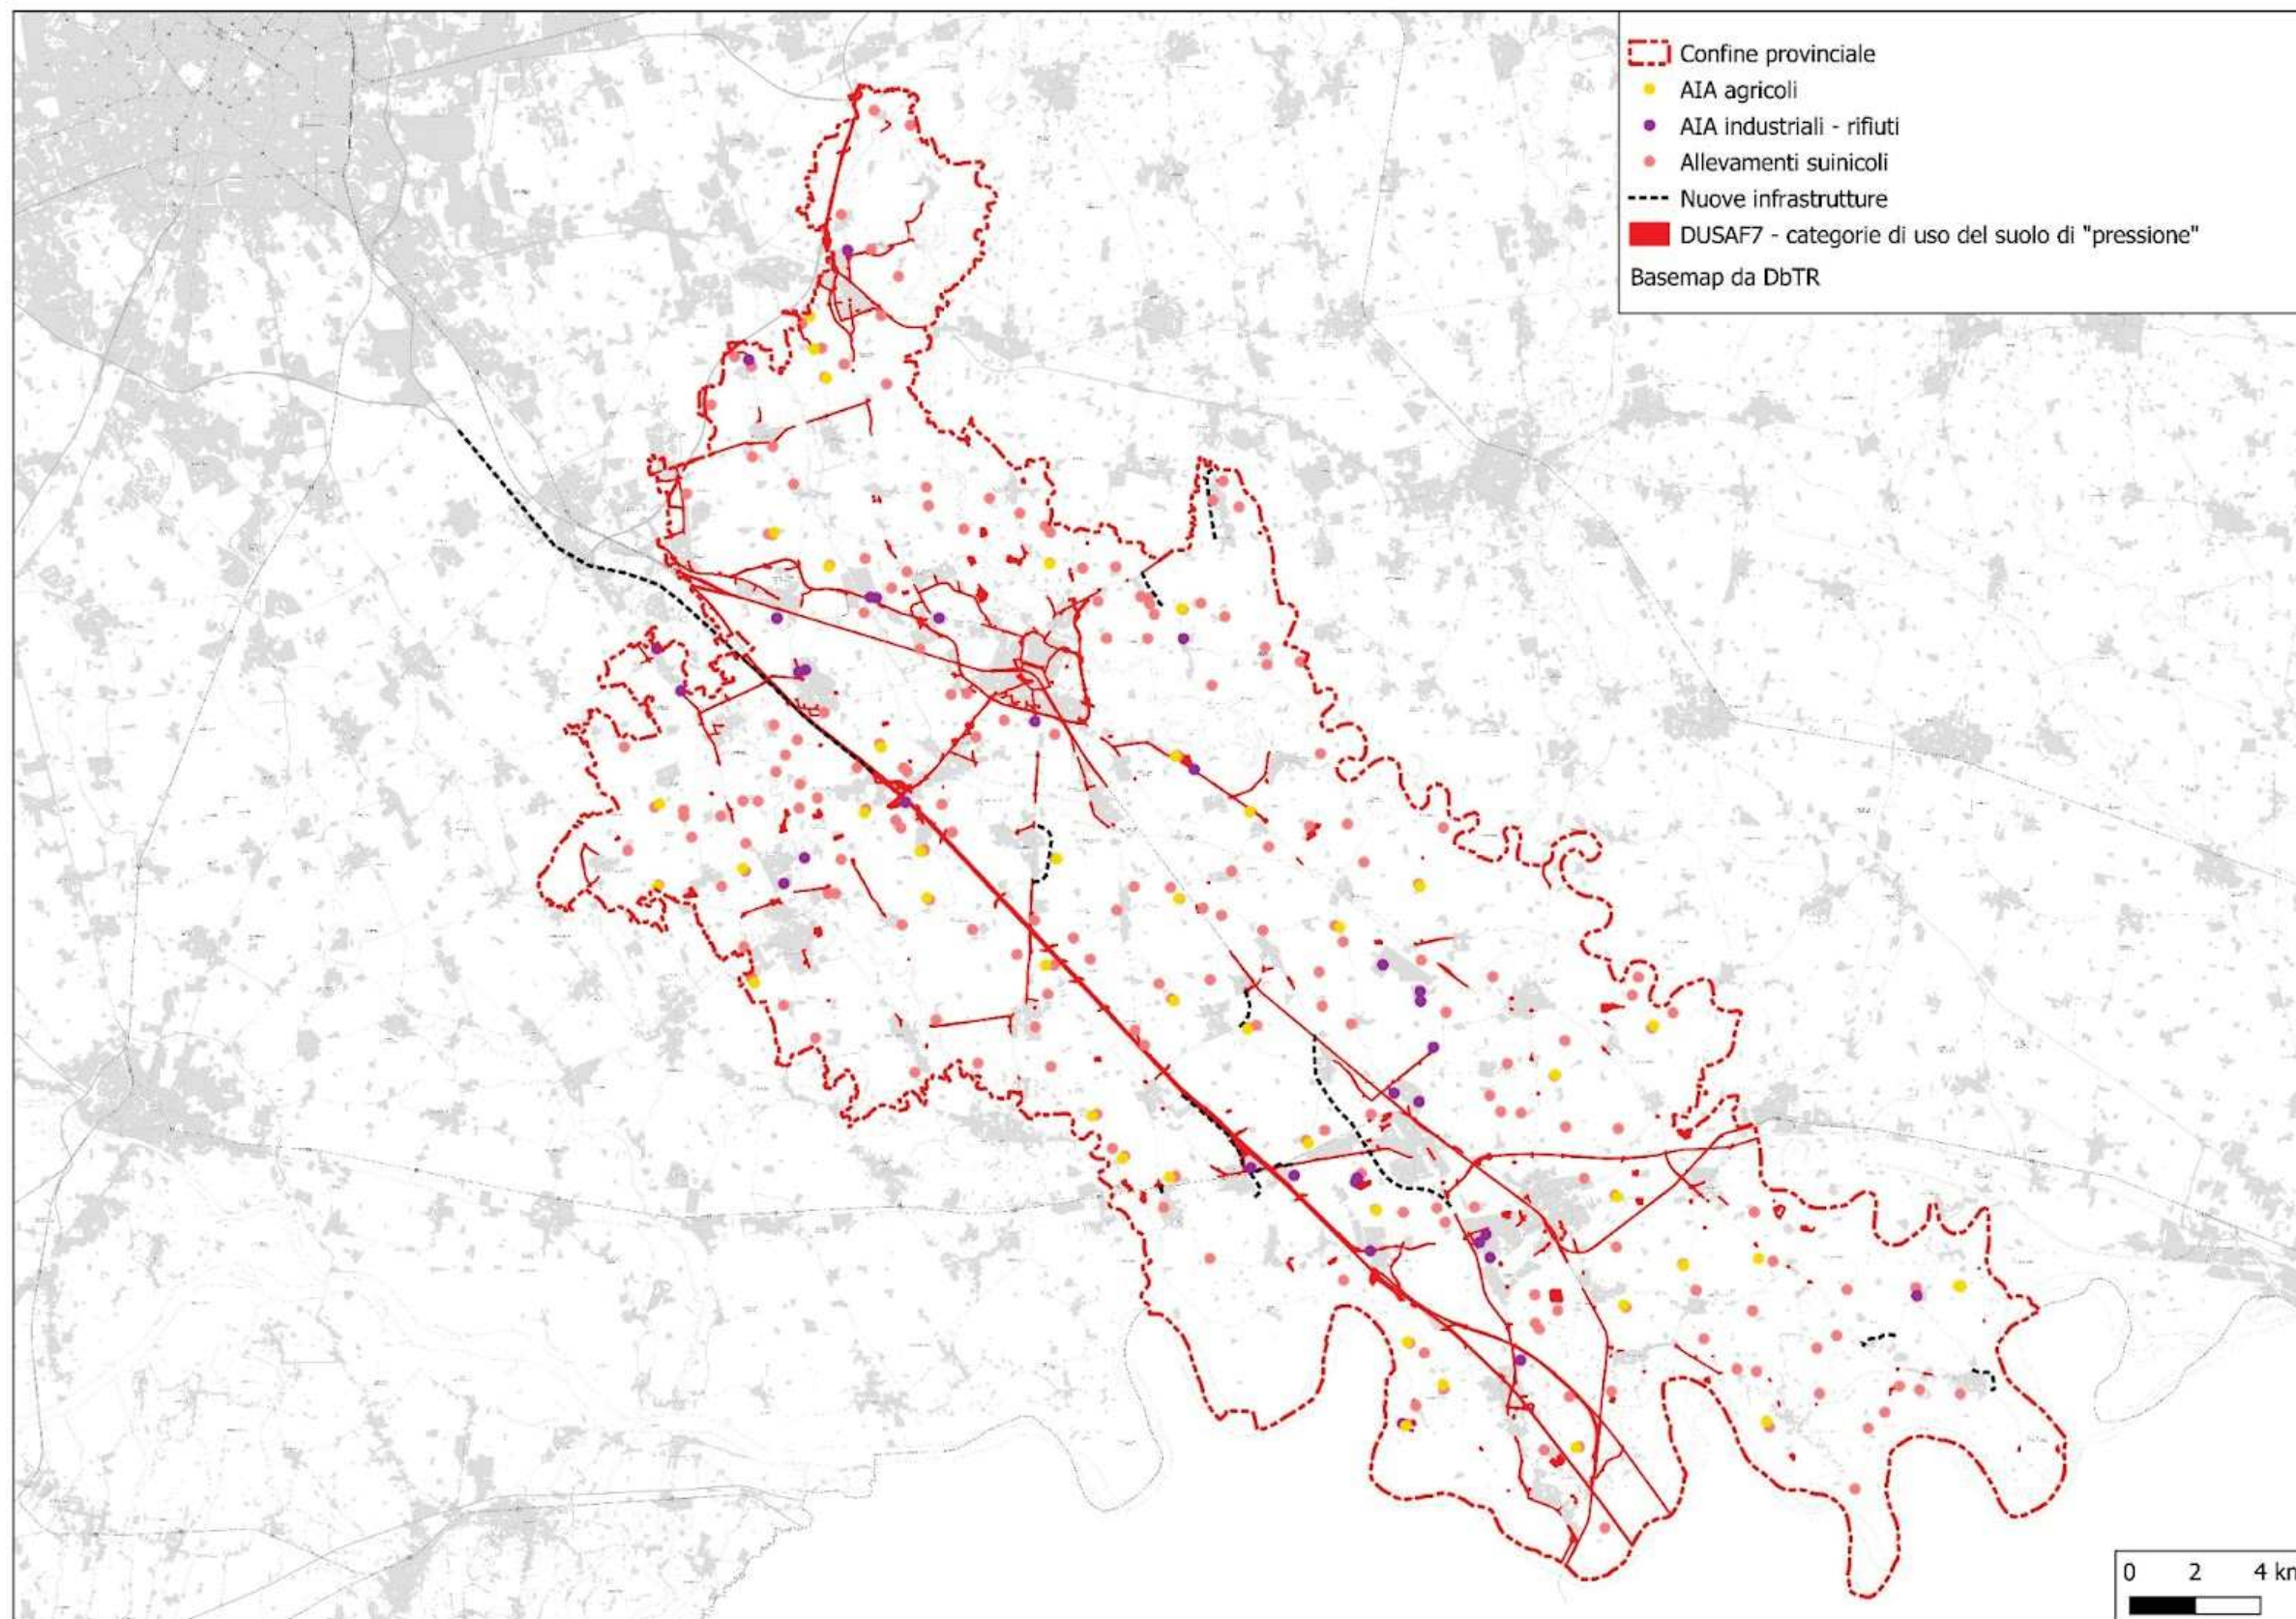 Confine provinciale
AIA agricoli
AIA industriali - rifiuti
Allevamenti suinicoli
Nuove infrastrutture
DUSAF7 - categorie di uso del suolo di "pressione"
Basemap da DbTR
0 2 4 km